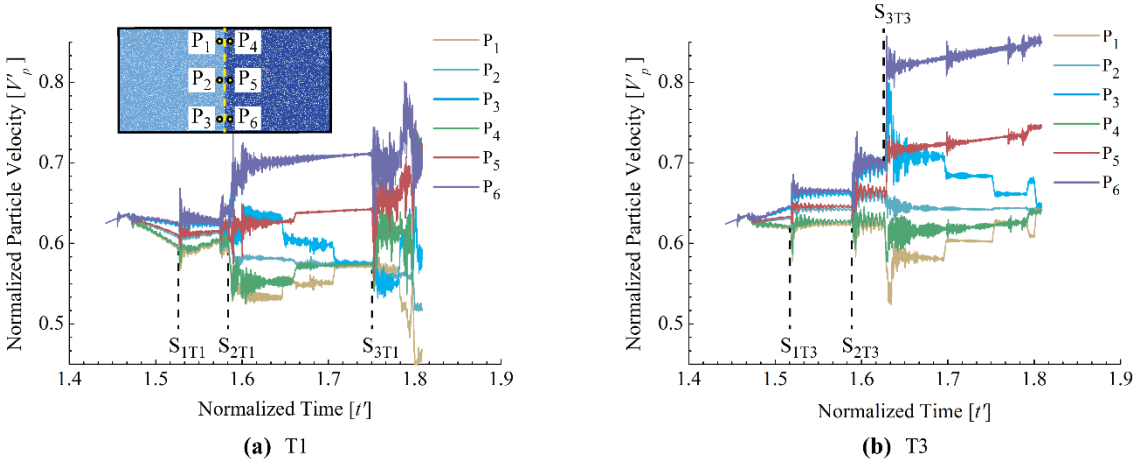 Normalized Particle Velocity [V'p]
0.8
0.7
0.6
0.5
P1 P4
P2 P5
P3 P6
P1
P2
P3
P4
P5
P6
S1T1
S2T1
S3T1
1.4 1.5 1.6 1.7 1.8 1.9
Normalized Time [t']
(a) T1
Normalized Particle Velocity [V'p]
0.8
0.7
0.6
0.5
S3T3
P1
P2
P3
P4
P5
P6
S1T3
S2T3
1.4 1.5 1.6 1.7 1.8 1.9
Normalized Time [t']
(b) T3